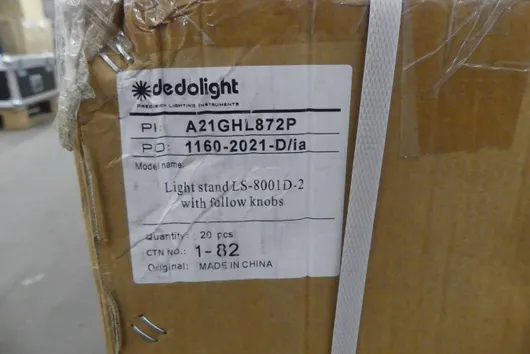 dedolight
PRECISION LIGHTING INSTRUMENTS
PI: A21GHL872P
PO: 1160-2021-D/ia
Model name:
Light stand LS-8001D-2
with follow knobs
Quantity: 20 pcs
CTN NO.: 1-82
Original: MADE IN CHINA